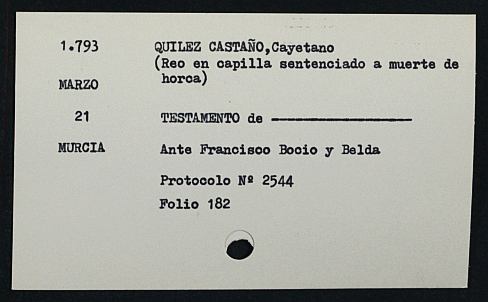 1.793 QUILEZ CASTAÑO,Cayetano
(Reo en capilla sentenciado a muerte de
horca)
MARZO
21 TESTAMENTO de ————————
MURCIA Ante Francisco Bocio y Belda
Protocolo Nº 2544
Folio 182